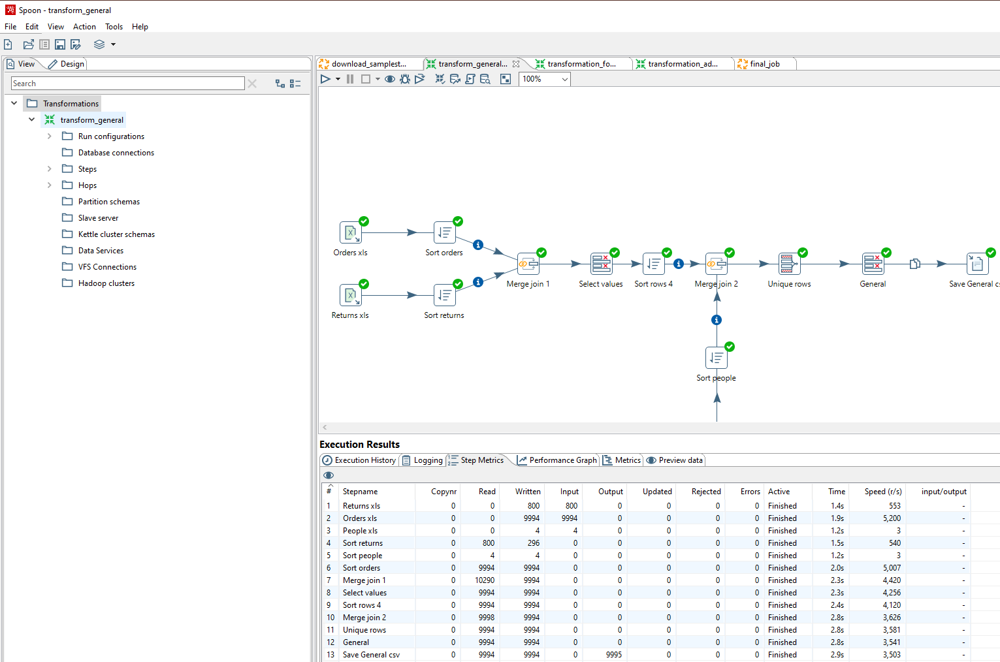 Spoon - transform_general
File Edit View Action Tools Help
View Design
Search
Transformations
transform_general
Run configurations
Database connections
Steps
Hops
Partition schemas
Slave server
Kettle cluster schemas
Data Services
VFS Connections
Hadoop clusters
download_samplest... transform_general... transformation_fo... transformation_ad... final_job
100%
Orders xls
Sort orders
Returns xls
Sort returns
Merge join 1
Select values
Sort rows 4
Merge join 2
Unique rows
General
Save General cs
Sort people
Execution Results
Execution History Logging Step Metrics Performance Graph Metrics Preview data
# Stepname Copynr Read Written Input Output Updated Rejected Errors Active Time Speed (r/s) input/output
1 Returns xls 0 0 800 800 0 0 0 0 Finished 1.4s 553 -
2 Orders xls 0 0 9994 9994 0 0 0 0 Finished 1.9s 5,200 -
3 People xls 0 0 4 4 0 0 0 0 Finished 1.2s 3 -
4 Sort returns 0 800 296 0 0 0 0 0 Finished 1.5s 540 -
5 Sort people 0 4 4 0 0 0 0 0 Finished 1.2s 3 -
6 Sort orders 0 9994 9994 0 0 0 0 0 Finished 2.0s 5,007 -
7 Merge join 1 0 10290 9994 0 0 0 0 0 Finished 2.3s 4,420 -
8 Select values 0 9994 9994 0 0 0 0 0 Finished 2.3s 4,256 -
9 Sort rows 4 0 9994 9994 0 0 0 0 0 Finished 2.4s 4,120 -
10 Merge join 2 0 9998 9994 0 0 0 0 0 Finished 2.8s 3,626 -
11 Unique rows 0 9994 9994 0 0 0 0 0 Finished 2.8s 3,581 -
12 General 0 9994 9994 0 0 0 0 0 Finished 2.8s 3,541 -
13 Save General csv 0 9994 9994 0 9995 0 0 0 Finished 2.9s 3,503 -